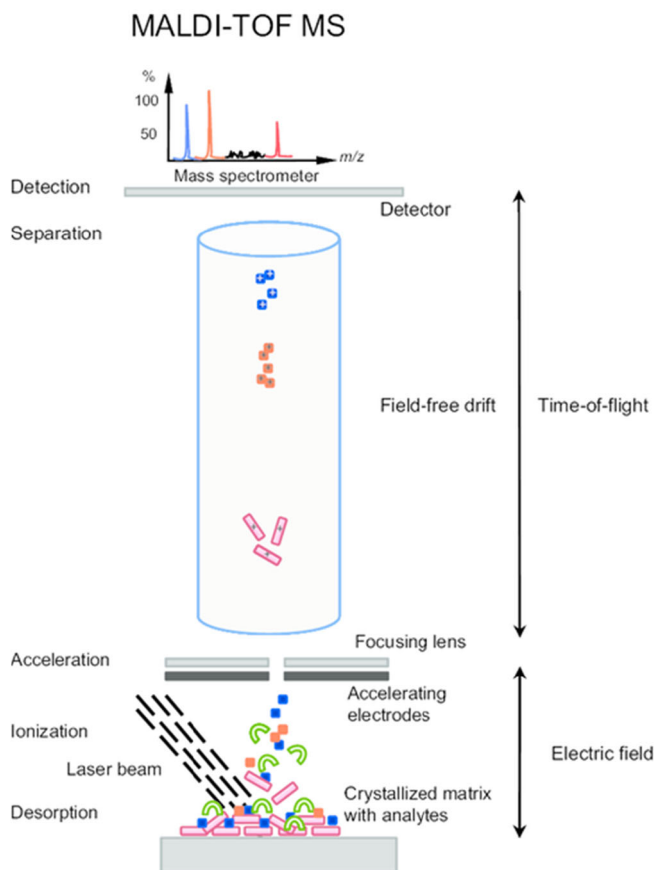 MALDI-TOF MS
%
100
50
m/z
Mass spectrometer
Detection
Detector
Separation
Field-free drift
Time-of-flight
Focusing lens
Acceleration
Accelerating
electrodes
Ionization
Electric field
Laser beam
Crystallized matrix
with analytes
Desorption